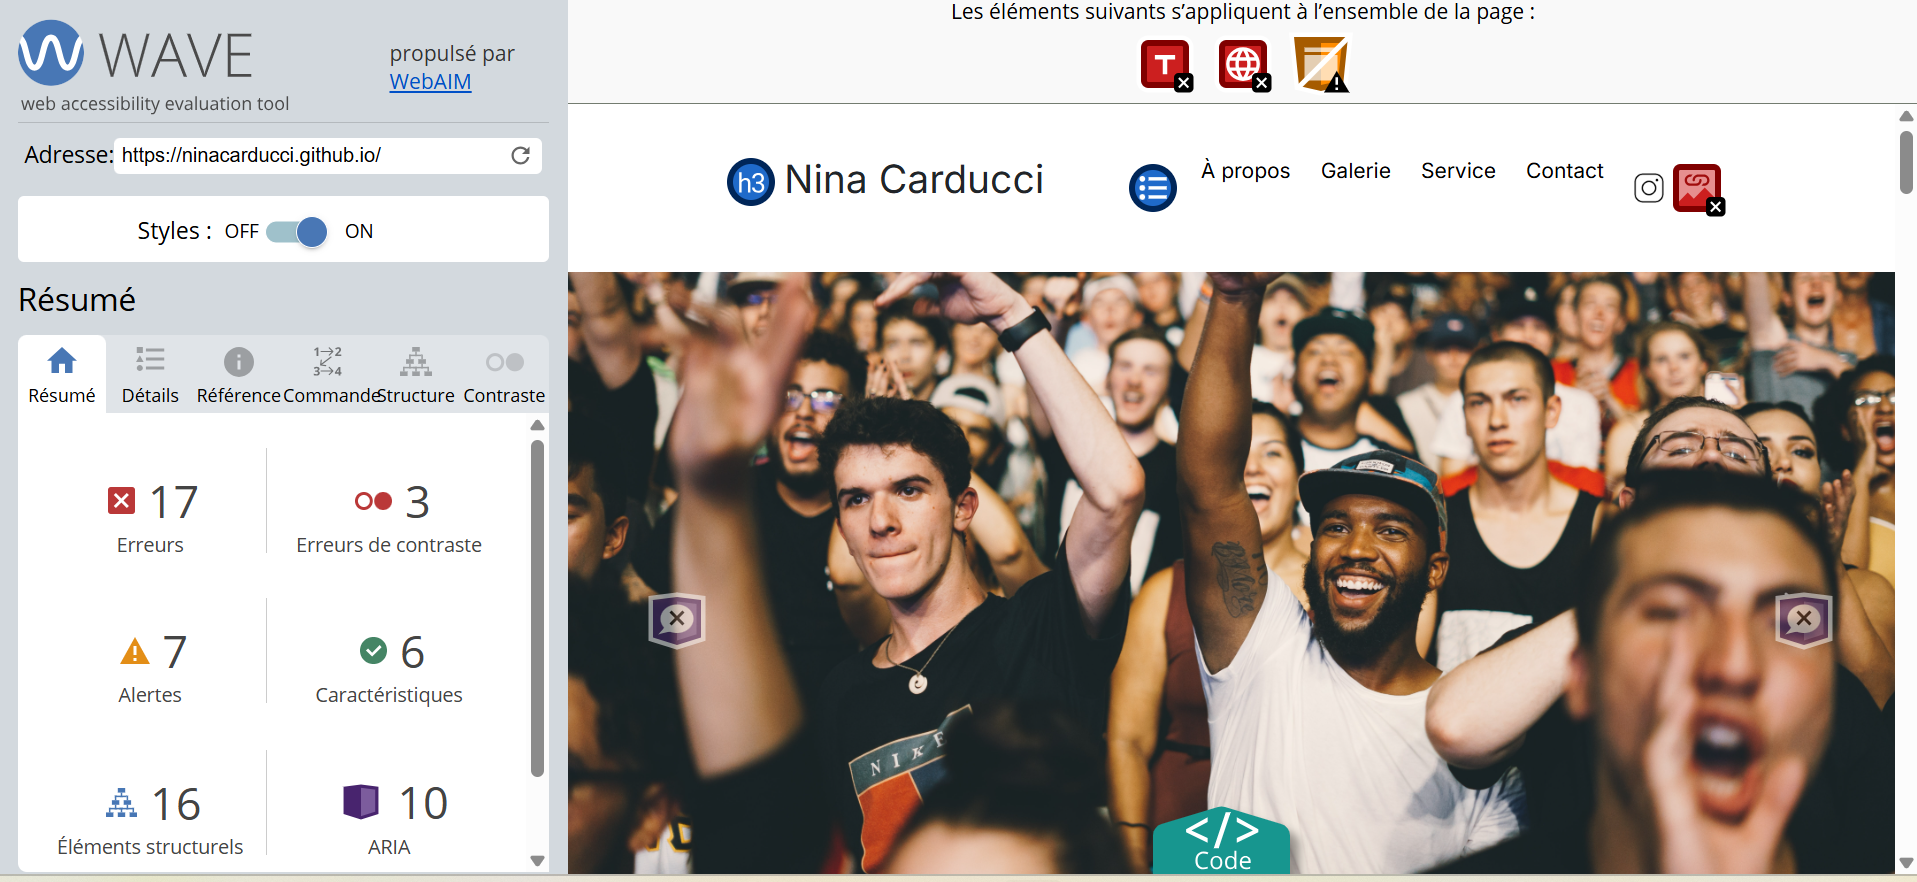 WAVE
web accessibility evaluation tool
propulsé par
WebAIM
Adresse: https://ninacarducci.github.io/
Styles : OFF ON
Résumé
Résumé Détails Référence Commande Structure Contraste
17 Erreurs
3 Erreurs de contraste
7 Alertes
6 Caractéristiques
16 Éléments structurels
10 ARIA
Les éléments suivants s’appliquent à l’ensemble de la page :
h3 Nina Carducci
À propos Galerie Service Contact
NIKE
</>
Code